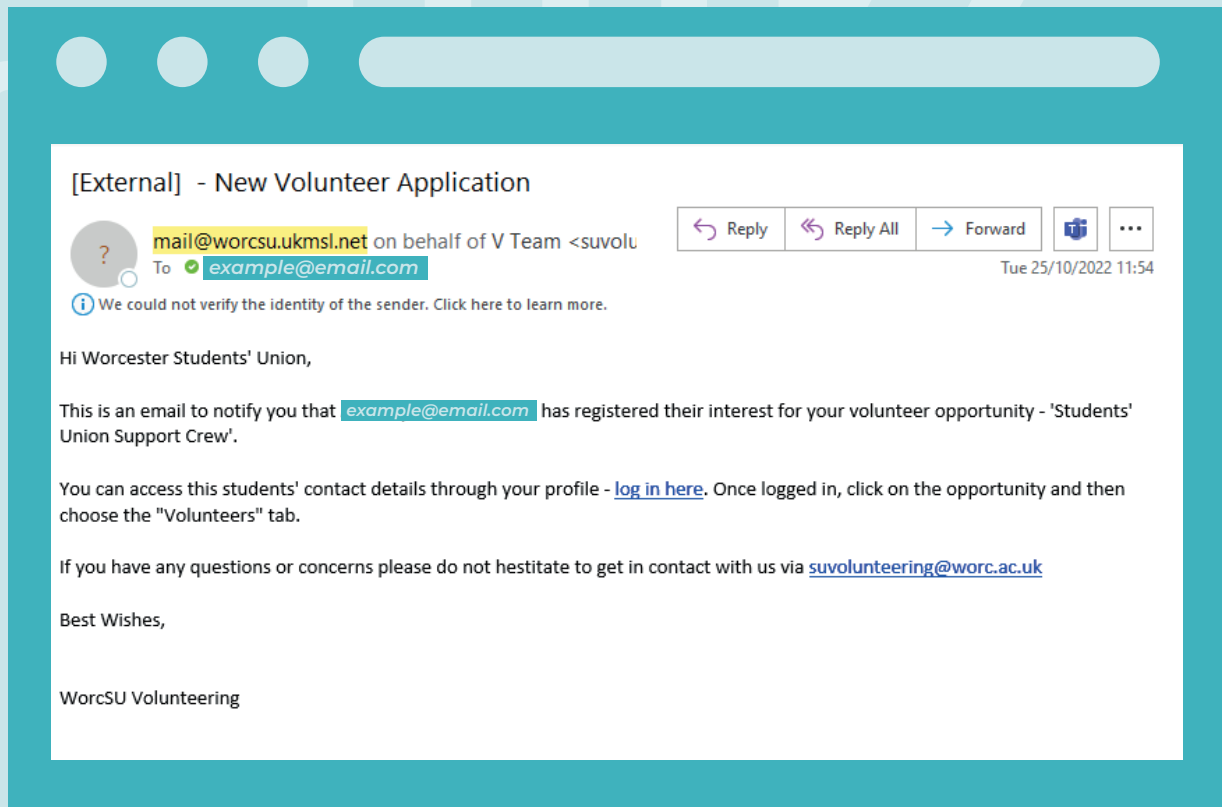 [External] - New Volunteer Application
?
mail@worcsu.ukmsl.net on behalf of V Team <suvolu
Reply
Reply All
Forward
To example@email.com
Tue 25/10/2022 11:54
We could not verify the identity of the sender. Click here to learn more.
Hi Worcester Students' Union,
This is an email to notify you that example@email.com has registered their interest for your volunteer opportunity - 'Students'
Union Support Crew'.
You can access this students' contact details through your profile - log in here. Once logged in, click on the opportunity and then
choose the "Volunteers" tab.
If you have any questions or concerns please do not hestitate to get in contact with us via suvolunteering@worc.ac.uk
Best Wishes,
WorcSU Volunteering